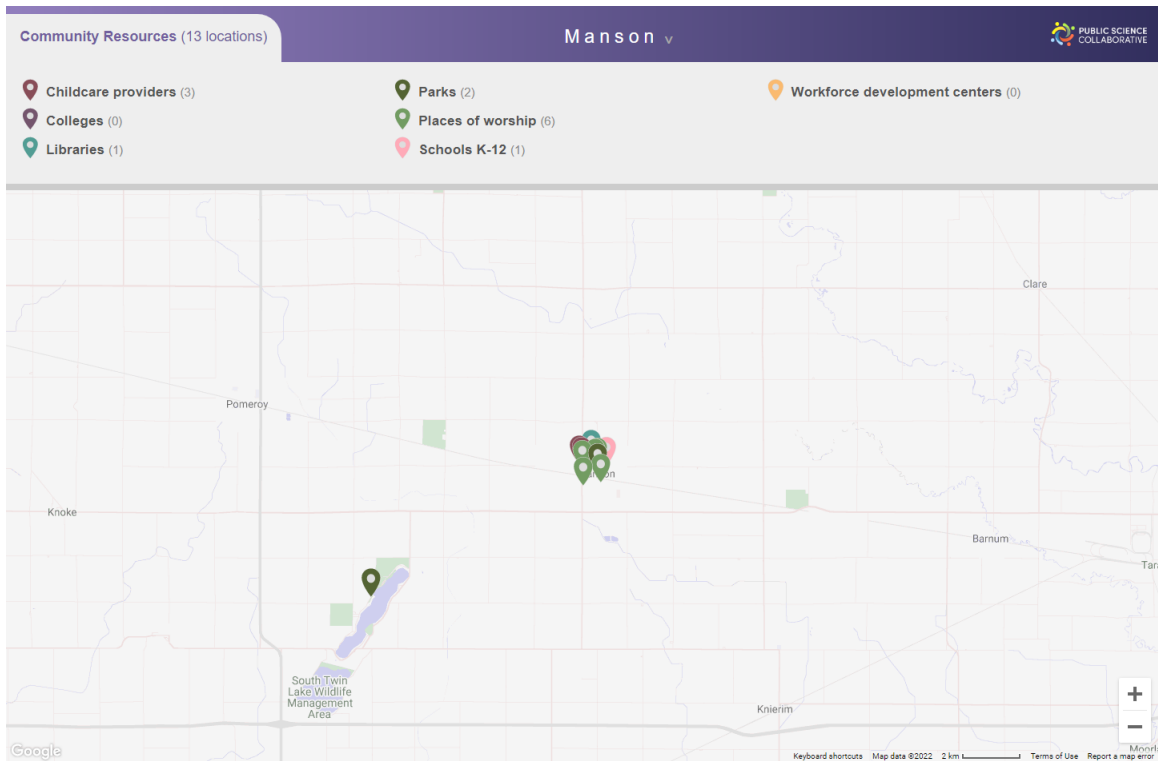 Community Resources (13 locations)
Manson v
PUBLIC SCIENCE
COLLABORATIVE
Childcare providers (3)
Colleges (0)
Libraries (1)
Parks (2)
Places of worship (6)
Schools K-12 (1)
Workforce development centers (0)
Clare
Pomeroy
Knoke
Barnum
South Twin
Lake Wildlife
Management
Area
Knierim
+
−
Google
Keyboard shortcuts Map data ©2022 2 km Terms of Use Report a map error